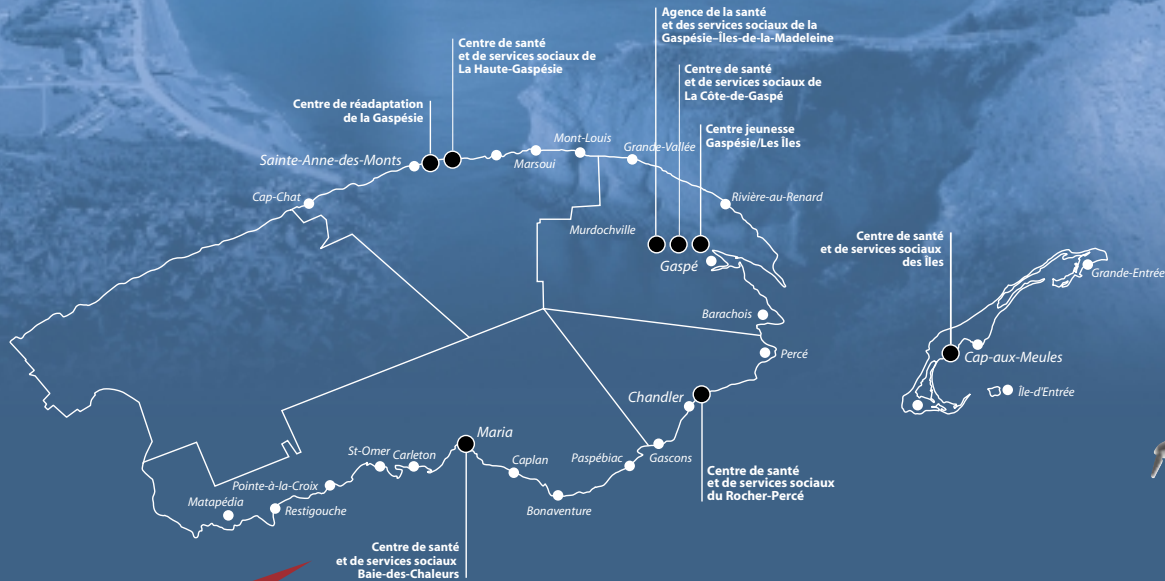 Agence de la santé
et des services sociaux de la
Gaspésie–Îles-de-la-Madeleine
Centre de santé
et de services sociaux de
La Haute-Gaspésie
Centre de santé
et de services sociaux de
La Côte-de-Gaspé
Centre de réadaptation
de la Gaspésie
Centre jeunesse
Gaspésie/Les Îles
Sainte-Anne-des-Monts
Marsoui
Mont-Louis
Grande-Vallée
Cap-Chat
Rivière-au-Renard
Murdochville
Gaspé
Centre de santé
et de services sociaux
des Îles
Grande-Entrée
Barachois
Percé
Cap-aux-Meules
Île-d'Entrée
Chandler
Maria
St-Omer
Carleton
Caplan
Paspébiac
Gascons
Centre de santé
et de services sociaux
du Rocher-Percé
Pointe-à-la-Croix
Matapédia
Restigouche
Bonaventure
Centre de santé
et de services sociaux
Baie-des-Chaleurs